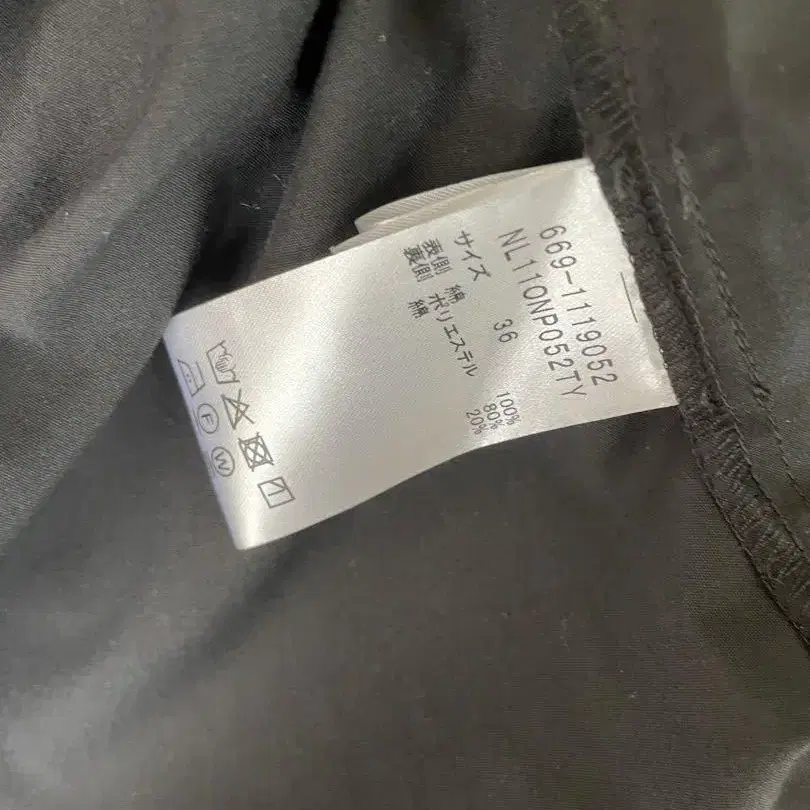 669-1119052
NL110NP052TY
サイズ 36
表側 綿 100%
裏側 ポリエステル 80%
綿 20%
F
W